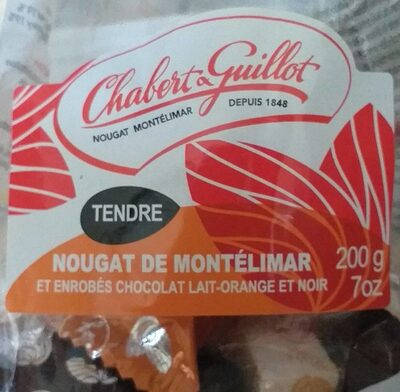 Chabert & Guillot
NOUGAT MONTÉLIMAR DEPUIS 1848
TENDRE
NOUGAT DE MONTÉLIMAR 200 g
ET ENROBÉS CHOCOLAT LAIT-ORANGE ET NOIR 7oz